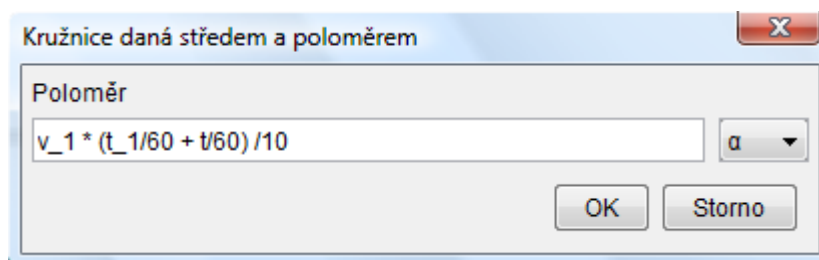 Kružnice daná středem a poloměrem
Poloměr
v_1 * (t_1/60 + t/60) /10
α
OK Storno